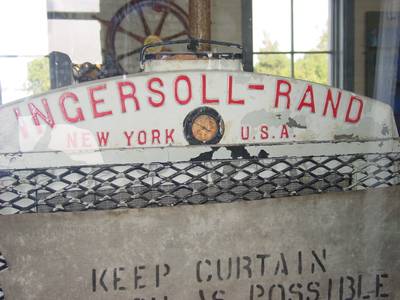 INGERSOLL-RAND
NEW YORK U.S.A.
KEEP CURTAIN
AS POSSIBLE